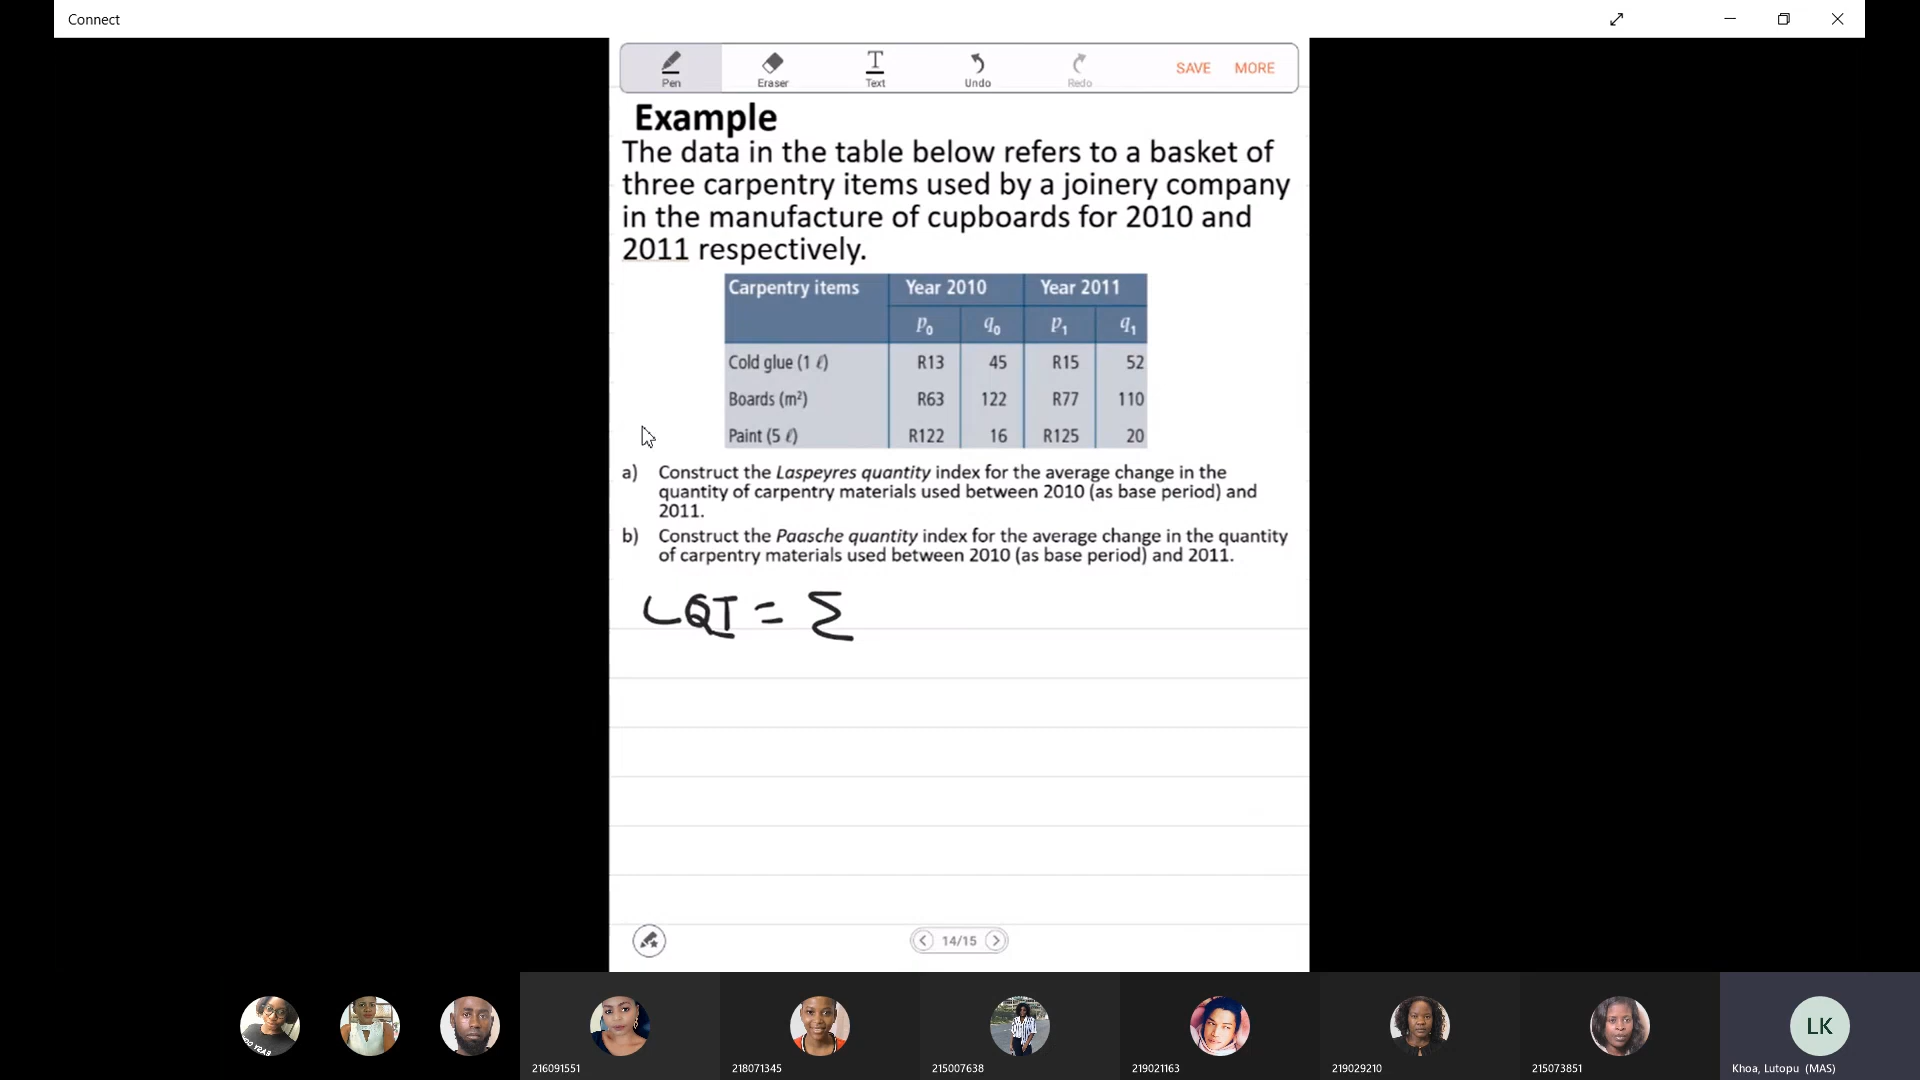 Connect
Pen Eraser Text Undo Redo SAVE MORE
Example
The data in the table below refers to a basket of
three carpentry items used by a joinery company
in the manufacture of cupboards for 2010 and
2011 respectively.
Carpentry items Year 2010 Year 2011
p₀ q₀ p₁ q₁
Cold glue (1 ℓ) R13 45 R15 52
Boards (m²) R63 122 R77 110
Paint (5 ℓ) R122 16 R125 20
a) Construct the Laspeyres quantity index for the average change in the
quantity of carpentry materials used between 2010 (as base period) and
2011.
b) Construct the Paasche quantity index for the average change in the quantity
of carpentry materials used between 2010 (as base period) and 2011.
LQI = Σ
14/15
LK
216091551 218071345 215007638 219021163 219029210 215073851 Khoa, Lutopu (MAS)